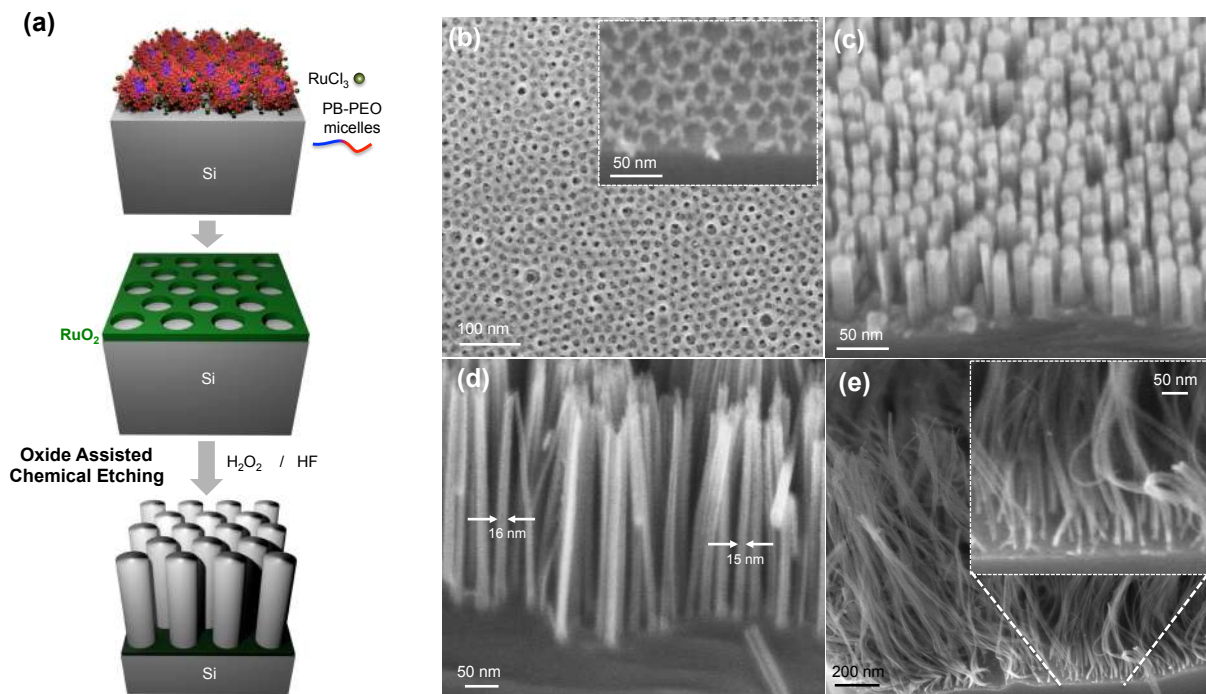 (a)
RuCl₃
PB-PEO
micelles
Si
RuO₂
Si
Oxide Assisted
Chemical Etching
H₂O₂ / HF
Si
(b)
50 nm
100 nm
(c)
50 nm
(d)
16 nm
15 nm
50 nm
(e)
50 nm
200 nm